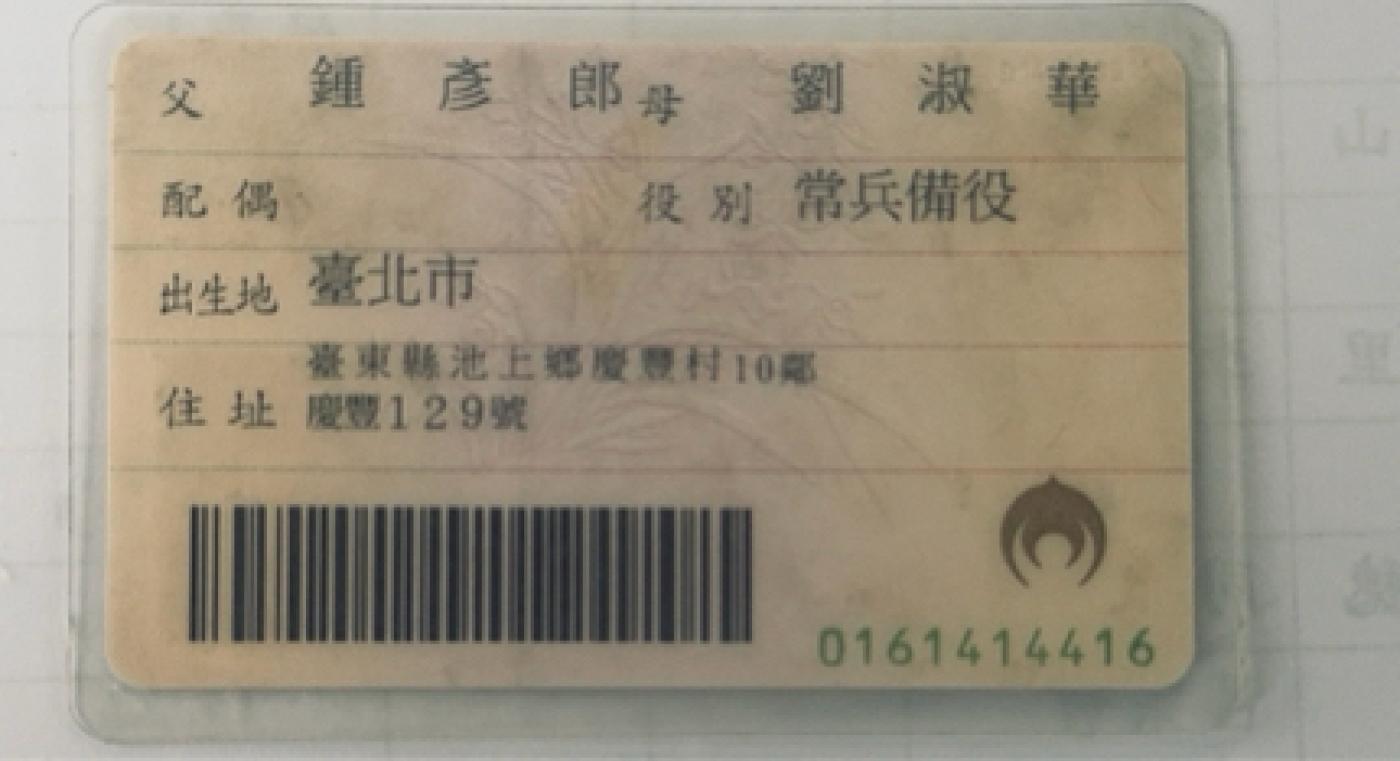 父 鍾彥郎 母 劉淑華
配偶 役別 常兵備役
出生地 臺北市
住址 臺東縣池上鄉慶豐村10鄰
慶豐129號
0161414416
山
里